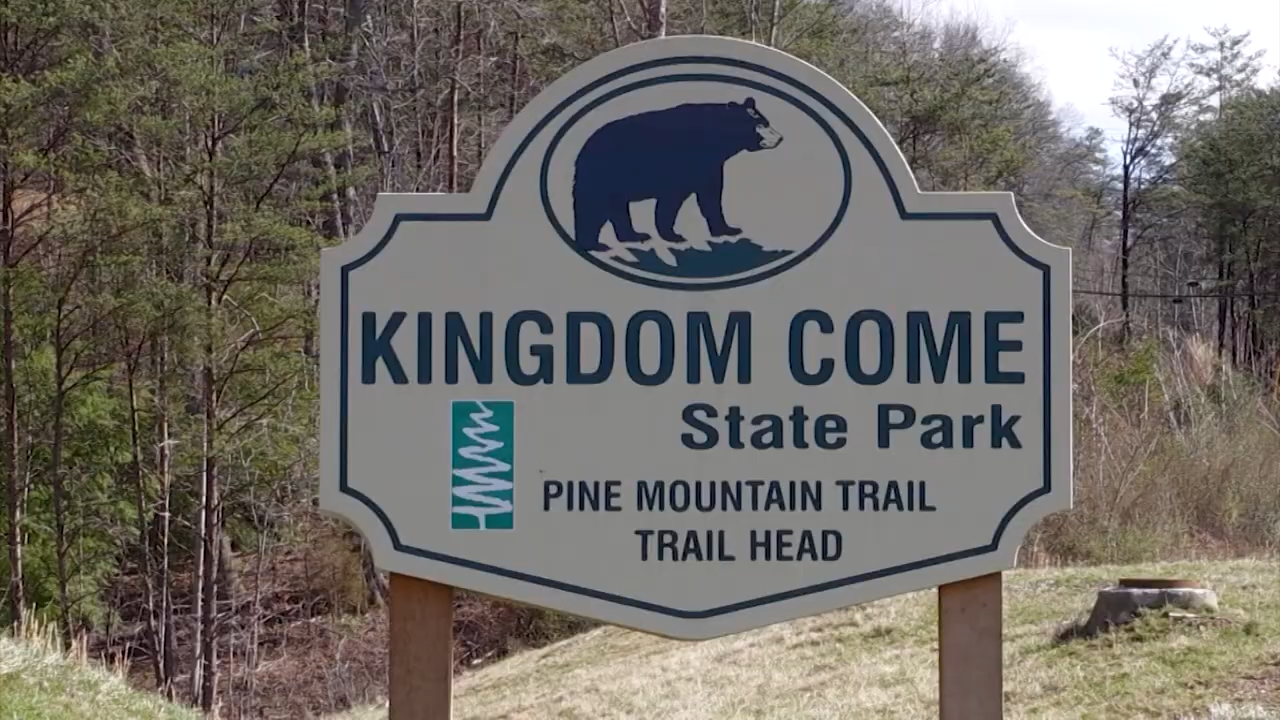 KINGDOM COME
State Park
PINE MOUNTAIN TRAIL
TRAIL HEAD